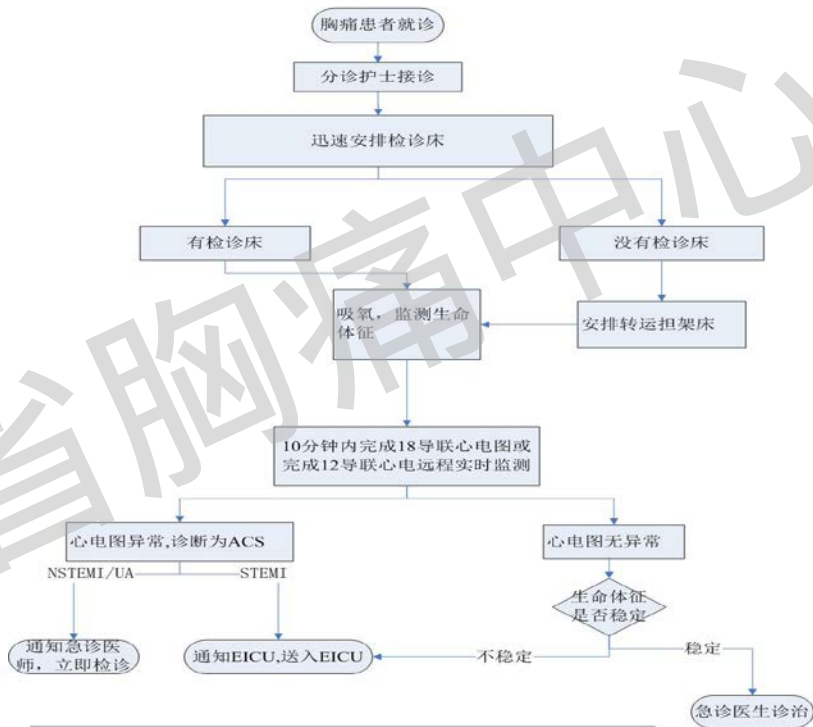 胸痛患者就诊
分诊护士接诊
迅速安排检诊床
有检诊床
没有检诊床
吸氧，监测生命
体征
安排转运担架床
10分钟内完成18导联心电图或
完成12导联心电远程实时监测
心电图异常,诊断为ACS
心电图无异常
NSTEMI/UA
STEMI
生命体征
是否稳定
通知急诊医
师，立即检诊
通知EICU,送入EICU
不稳定
稳定
急诊医生诊治
省胸痛中心